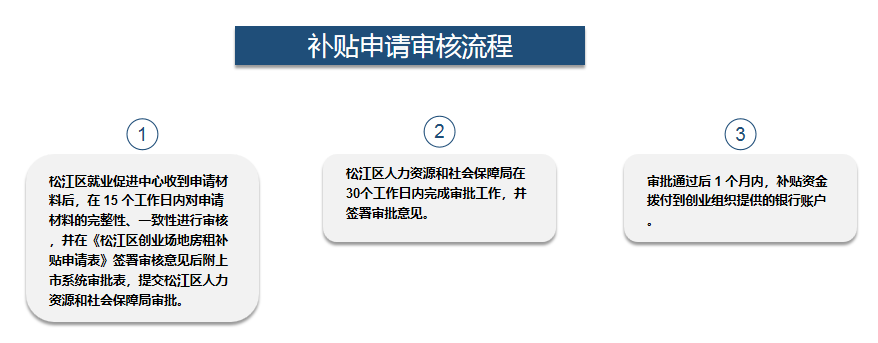 补贴申请审核流程
1
松江区就业促进中心收到申请材
料后，在 15 个工作日内对申请
材料的完整性、一致性进行审核
，并在《松江区创业场地房租补
贴申请表》签署审核意见后附上
市系统审批表，提交松江区人力
资源和社会保障局审批。
2
松江区人力资源和社会保障局在
30个工作日内完成审批工作，并
签署审批意见。
3
审批通过后 1 个月内，补贴资金
拨付到创业组织提供的银行账户
。